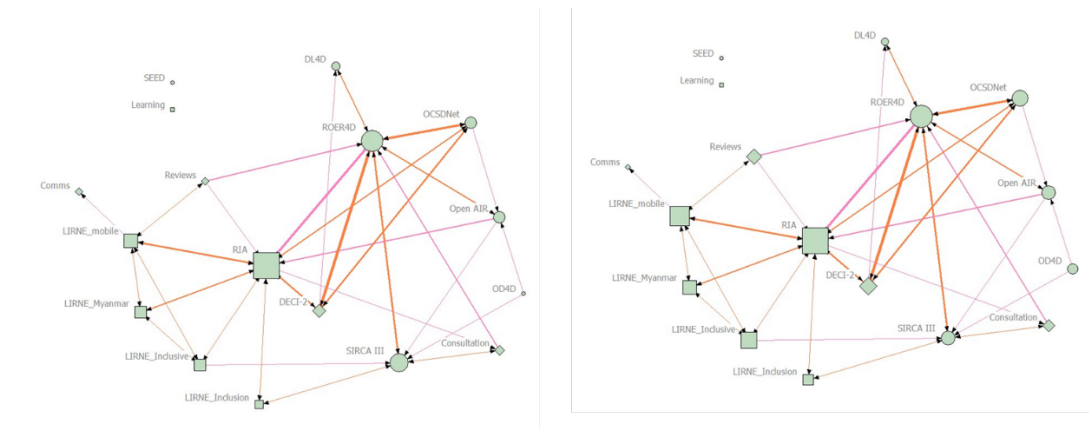 DL4D
SEED
Learning
OCSDNet
ROER4D
Reviews
Comms
Open AIR
LIRNE_mobile
RIA
LIRNE_Myanmar
DECI-2
OD4D
Consultation
SIRCA III
LIRNE_Inclusive
LIRNE_Inclusion
DL4D
SEED
Learning
OCSDNet
ROER4D
Reviews
Comms
Open AIR
LIRNE_mobile
RIA
OD4D
DECI-2
LIRNE_Myanmar
Consultation
SIRCA III
LIRNE_Inclusive
LIRNE_Inclusion